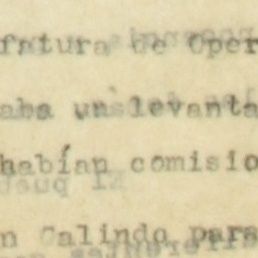 fatura de Oper
aba un levanta
habían comisio
n Galindo para